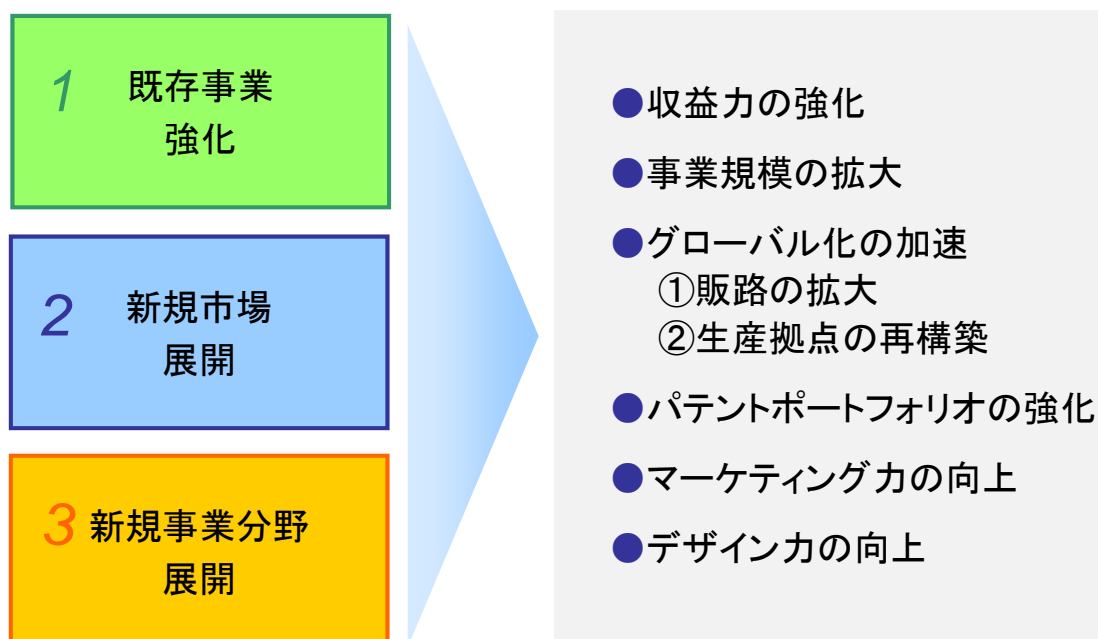 1
既存事業
強化
2
新規市場
展開
3
新規事業分野
展開
●収益力の強化
●事業規模の拡大
●グローバル化の加速
①販路の拡大
②生産拠点の再構築
●パテントポートフォリオの強化
●マーケティング力の向上
●デザイン力の向上